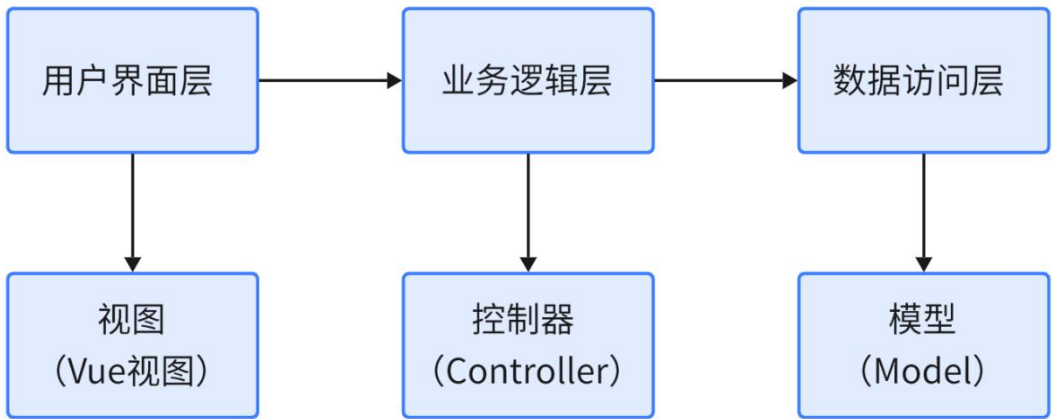 用户界面层
业务逻辑层
数据访问层
视图
（Vue视图）
控制器
（Controller）
模型
（Model）